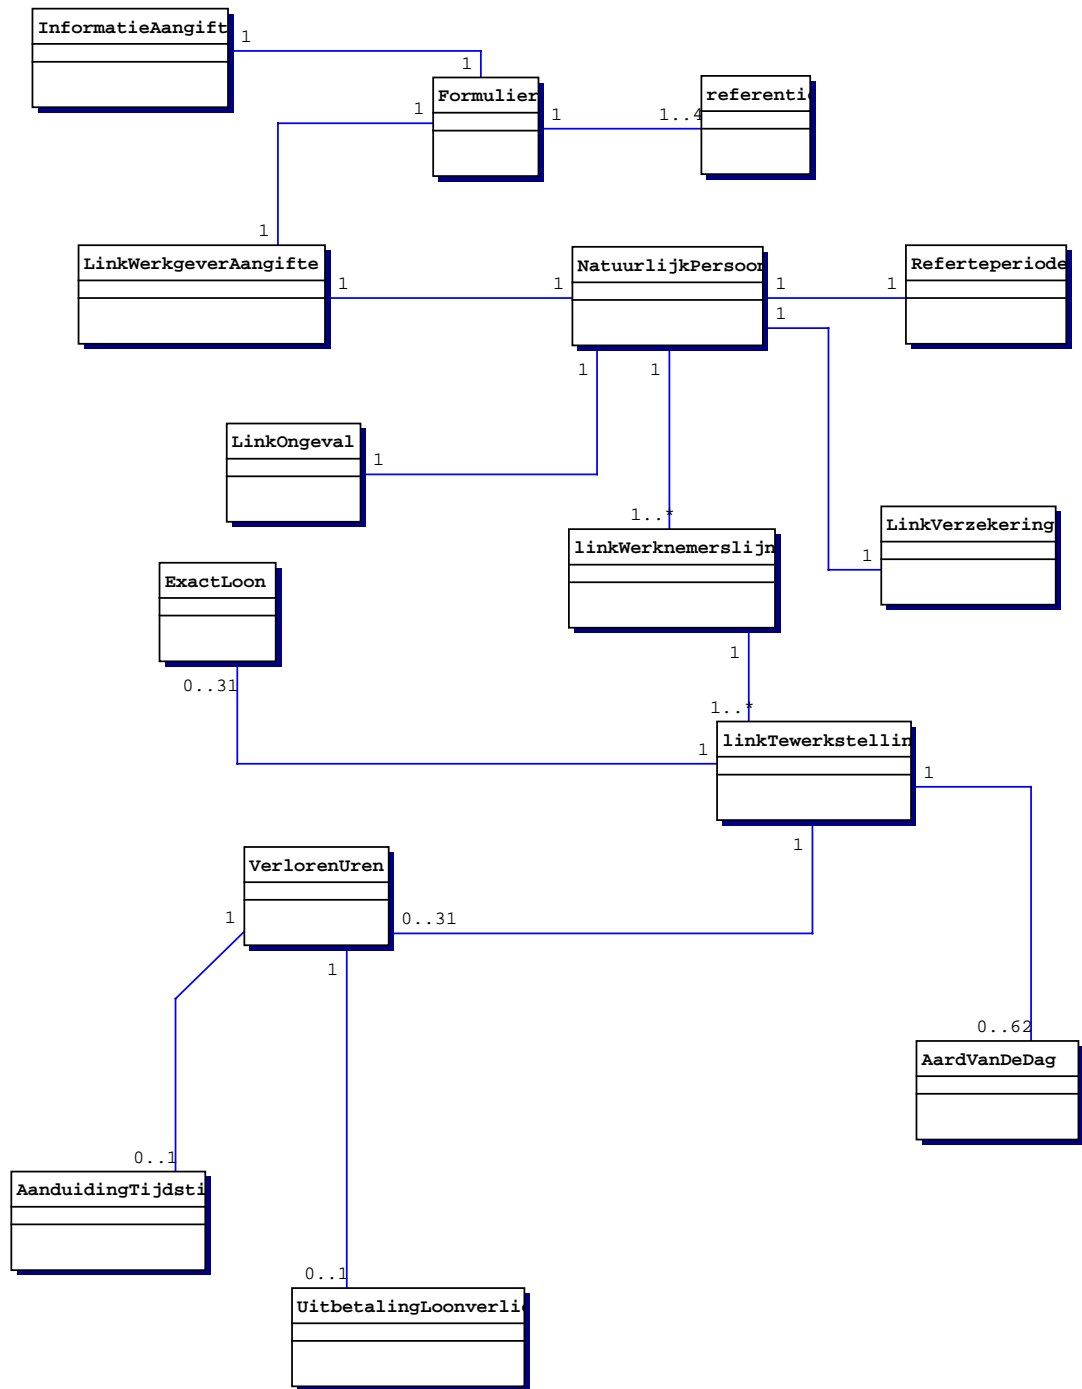 InformatieAangift
1
1
Formulier
1
1
1..4
referentie
1
LinkWerkgeverAangifte
1
1
NatuurlijkPersoon
1
1
Referteperiode
1
1
1
LinkOngeval
1
1..*
linkWerknemerslijn
LinkVerzekering
1
ExactLoon
0..31
1
1..*
linkTewerkstellin
1
1
1
VerlorenUren
0..31
1
1
0..62
AardVanDeDag
0..1
AanduidingTijdsti
0..1
UitbetalingLoonverlie